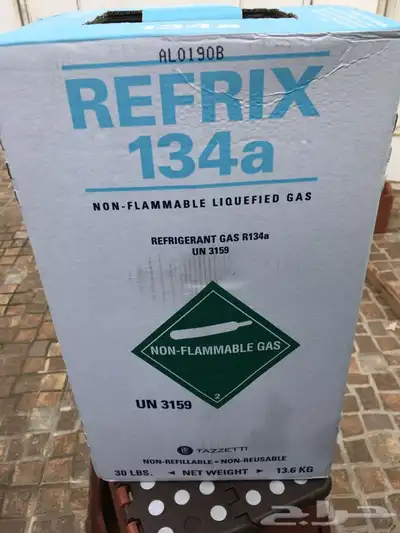 AL0190B
REFRIX
134a
NON-FLAMMABLE LIQUEFIED GAS
REFRIGERANT GAS R134a
UN 3159
NON-FLAMMABLE GAS
2
UN 3159
TAZZETTI
NON-REFILLABLE • NON-REUSABLE
30 LBS. ◄ NET WEIGHT ► 13.6 KG
حراج